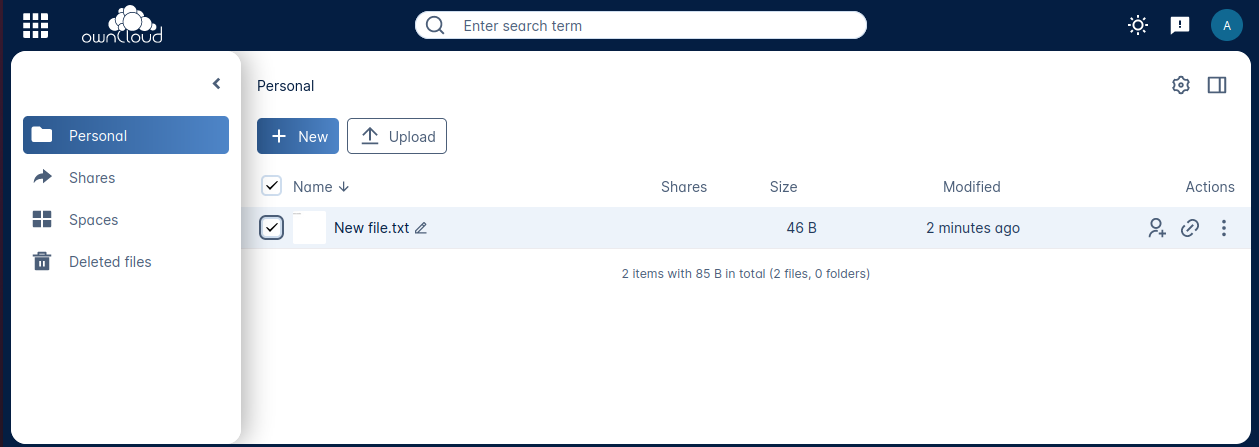 ownCloud
Enter search term
A
Personal
Personal
Shares
Spaces
Deleted files
New
Upload
Name
Shares
Size
Modified
Actions
New file.txt
46 B
2 minutes ago
2 items with 85 B in total (2 files, 0 folders)